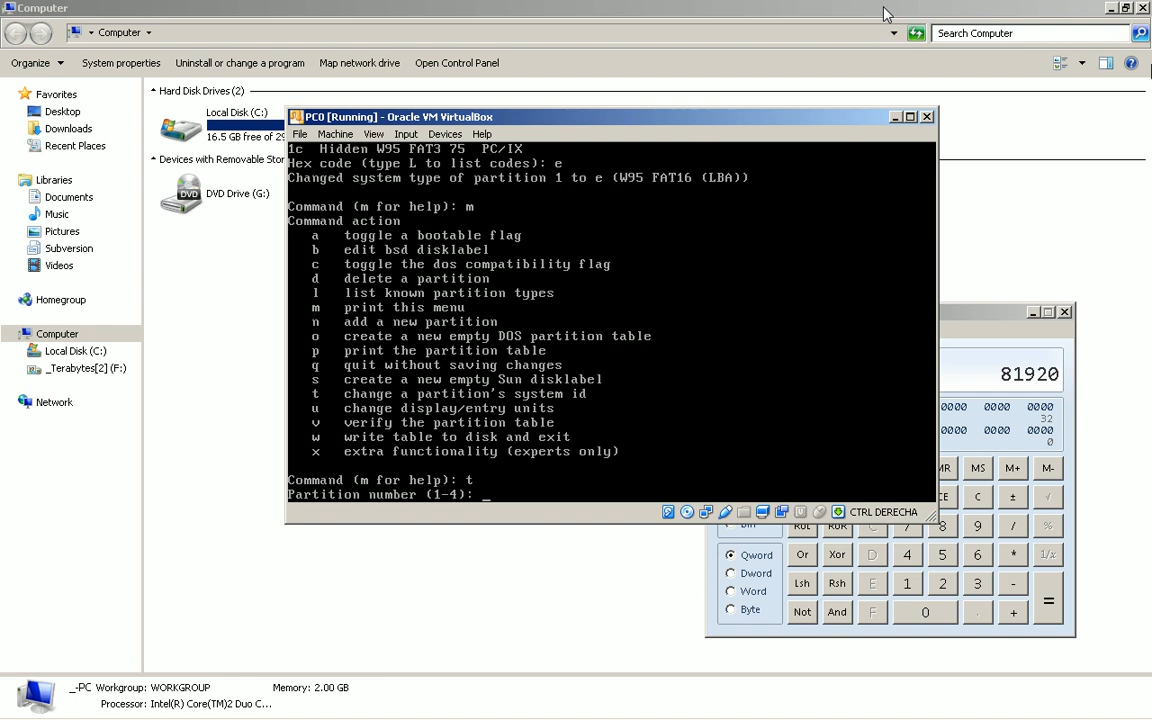 Computer
Computer
Search Computer
Organize
System properties
Uninstall or change a program
Map network drive
Open Control Panel
Favorites
Desktop
Downloads
Recent Places
Libraries
Documents
Music
Pictures
Subversion
Videos
Homegroup
Computer
Local Disk (C:)
_Terabytes[2] (F:)
Network
Hard Disk Drives (2)
Local Disk (C:)
16.5 GB free of 29
Devices with Removable Stor
DVD
DVD Drive (G:)
PC0 [Running] - Oracle VM VirtualBox
File Machine View Input Devices Help
1c Hidden W95 FAT3 75 PC/IX
Hex code (type L to list codes): e
Changed system type of partition 1 to e (W95 FAT16 (LBA))
Command (m for help): m
Command action
a toggle a bootable flag
b edit bsd disklabel
c toggle the dos compatibility flag
d delete a partition
l list known partition types
m print this menu
n add a new partition
o create a new empty DOS partition table
p print the partition table
q quit without saving changes
s create a new empty Sun disklabel
t change a partition's system id
u change display/entry units
v verify the partition table
w write table to disk and exit
x extra functionality (experts only)
Command (m for help): t
Partition number (1-4): _
CTRL DERECHA
81920
0000 0000 0000
32
0000 0000 0000
0
MR MS M+ M-
CE C ±
7 8 9 / %
Qword Or Xor D 4 5 6 * 1/x
Dword Lsh Rsh E 1 2 3 - =
Word
Byte Not And F 0 . +
_-PC Workgroup: WORKGROUP Memory: 2.00 GB
Processor: Intel(R) Core(TM)2 Duo C...